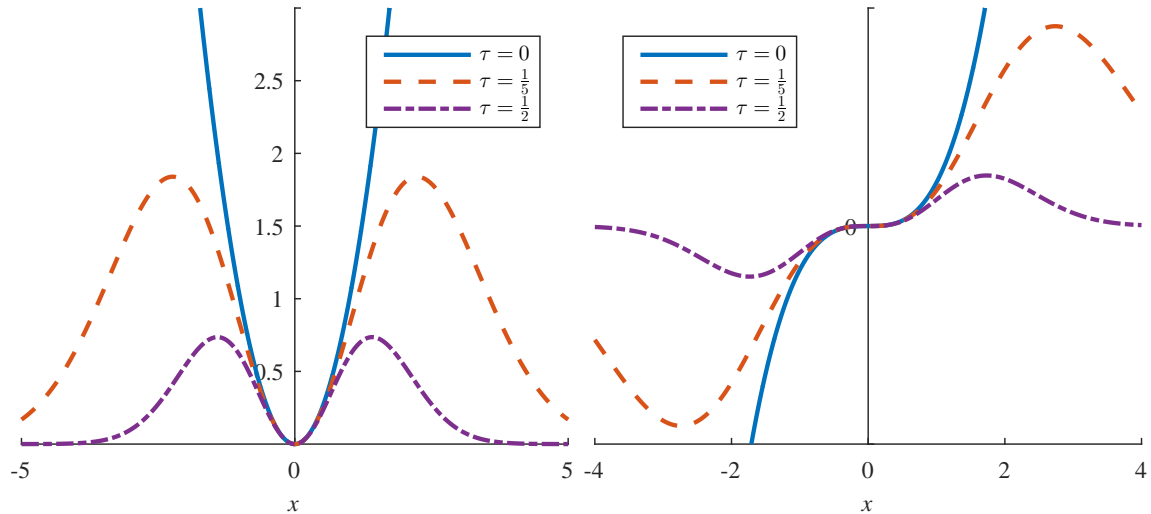 τ = 0
τ = 1/5
τ = 1/2
2.5
2
1.5
1
0.5
-5 0 5
x
τ = 0
τ = 1/5
τ = 1/2
0
-4 -2 0 2 4
x